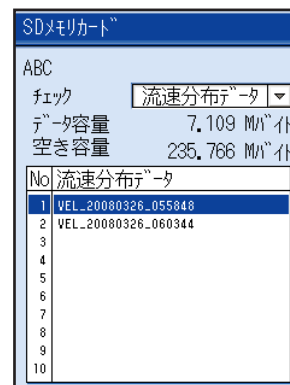 SDﾒﾓﾘｶｰﾄﾞ
ABC
ﾁｪｯｸ 流速分布ﾃﾞｰﾀ
ﾃﾞｰﾀ容量 7.109 Mﾊﾞｲﾄ
空き容量 235.766 Mﾊﾞｲﾄ
No 流速分布ﾃﾞｰﾀ
1 VEL_20080326_055848
2 VEL_20080326_060344
3
4
5
6
7
8
9
10